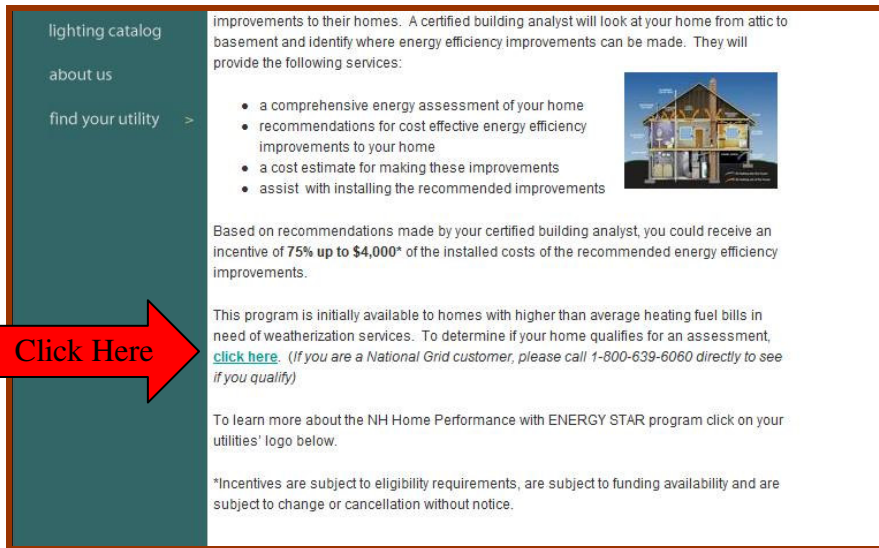 lighting catalog
about us
find your utility >
improvements to their homes. A certified building analyst will look at your home from attic to
basement and identify where energy efficiency improvements can be made. They will
provide the following services:
• a comprehensive energy assessment of your home
• recommendations for cost effective energy efficiency
improvements to your home
• a cost estimate for making these improvements
• assist with installing the recommended improvements
Based on recommendations made by your certified building analyst, you could receive an
incentive of 75% up to $4,000* of the installed costs of the recommended energy efficiency
improvements.
This program is initially available to homes with higher than average heating fuel bills in
need of weatherization services. To determine if your home qualifies for an assessment,
click here. (If you are a National Grid customer, please call 1-800-639-6060 directly to see
if you qualify)
Click Here
To learn more about the NH Home Performance with ENERGY STAR program click on your
utilities' logo below.
*Incentives are subject to eligibility requirements, are subject to funding availability and are
subject to change or cancellation without notice.